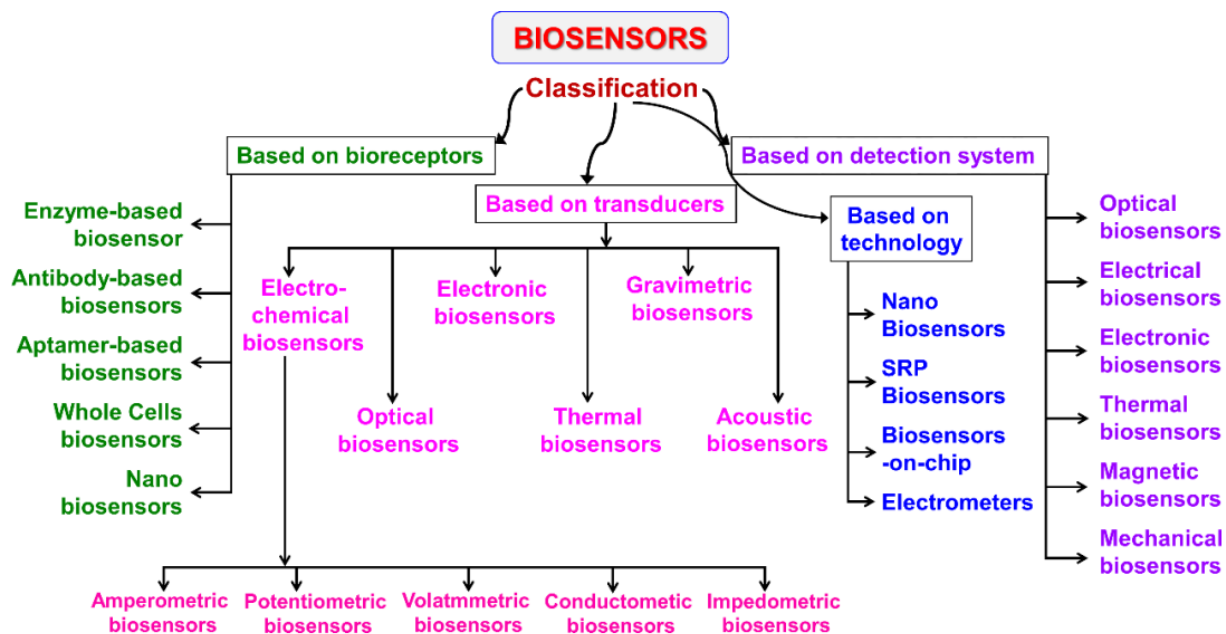 BIOSENSORS
Classification
Based on bioreceptors
Enzyme-based
biosensor
Antibody-based
biosensors
Aptamer-based
biosensors
Whole Cells
biosensors
Nano
biosensors
Based on transducers
Electro-
chemical
biosensors
Optical
biosensors
Electronic
biosensors
Thermal
biosensors
Gravimetric
biosensors
Acoustic
biosensors
Amperometric
biosensors
Potentiometric
biosensors
Volatmmetric
biosensors
Conductometic
biosensors
Impedometric
biosensors
Based on
technology
Nano
Biosensors
SRP
Biosensors
Biosensors
-on-chip
Electrometers
Based on detection system
Optical
biosensors
Electrical
biosensors
Electronic
biosensors
Thermal
biosensors
Magnetic
biosensors
Mechanical
biosensors